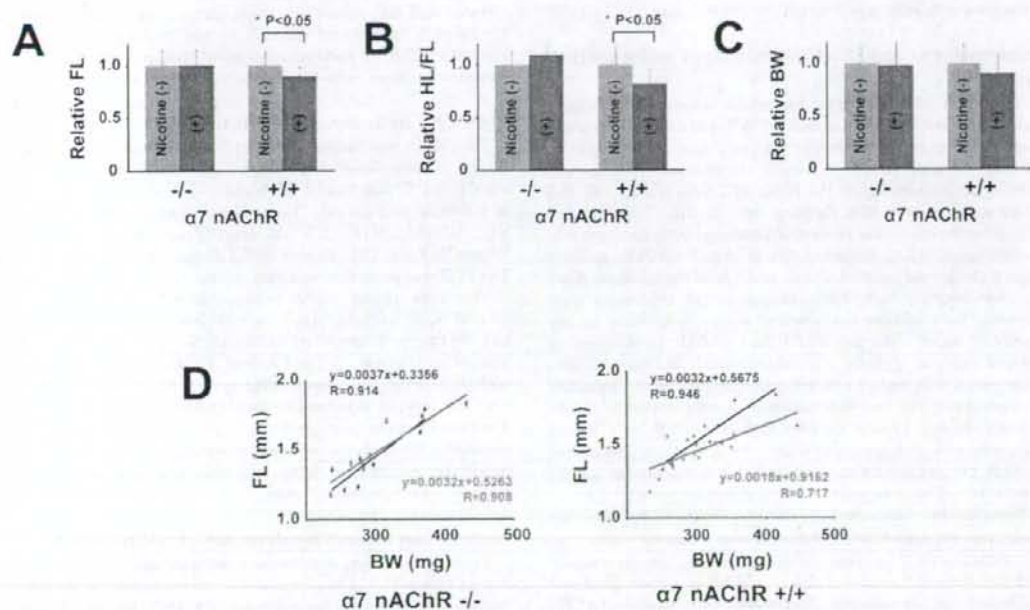 A
* P<0.05
Relative FL
1.0
0.5
0
Nicotine (-)
(+)
Nicotine (-)
(+)
-/-
+/+
α7 nAChR
B
* P<0.05
Relative HL/FL
1.0
0.5
0
Nicotine (-)
(+)
Nicotine (-)
(+)
-/-
+/+
α7 nAChR
C
Relative BW
1.0
0.5
0
Nicotine (-)
(+)
Nicotine (-)
(+)
-/-
+/+
α7 nAChR
D
FL (mm)
2.0
1.5
1.0
y=0.0037x+0.3356
R=0.914
y=0.0032x+0.5263
R=0.908
300
400
500
BW (mg)
α7 nAChR -/-
FL (mm)
2.0
1.5
1.0
y=0.0032x+0.5675
R=0.946
y=0.0018x+0.9162
R=0.717
300
400
500
BW (mg)
α7 nAChR +/+